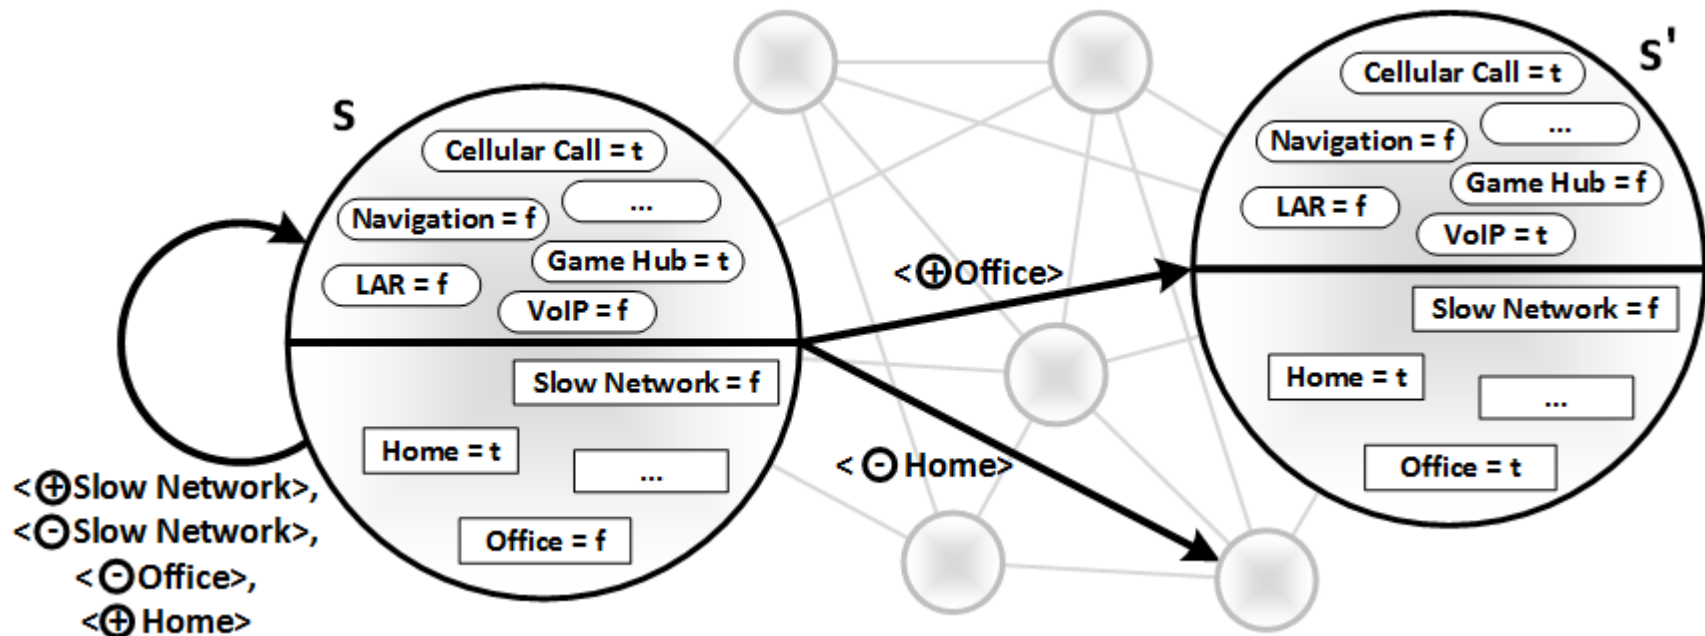 S
Cellular Call = t
...
Navigation = f
Game Hub = t
LAR = f
VoIP = f
Slow Network = f
Home = t
...
Office = f
<⊕Slow Network>,
<⊖Slow Network>,
<⊖Office>,
<⊕Home>
<⊕Office>
<⊖Home>
S'
Cellular Call = t
...
Navigation = f
Game Hub = f
LAR = f
VoIP = t
Slow Network = f
Home = t
...
Office = t